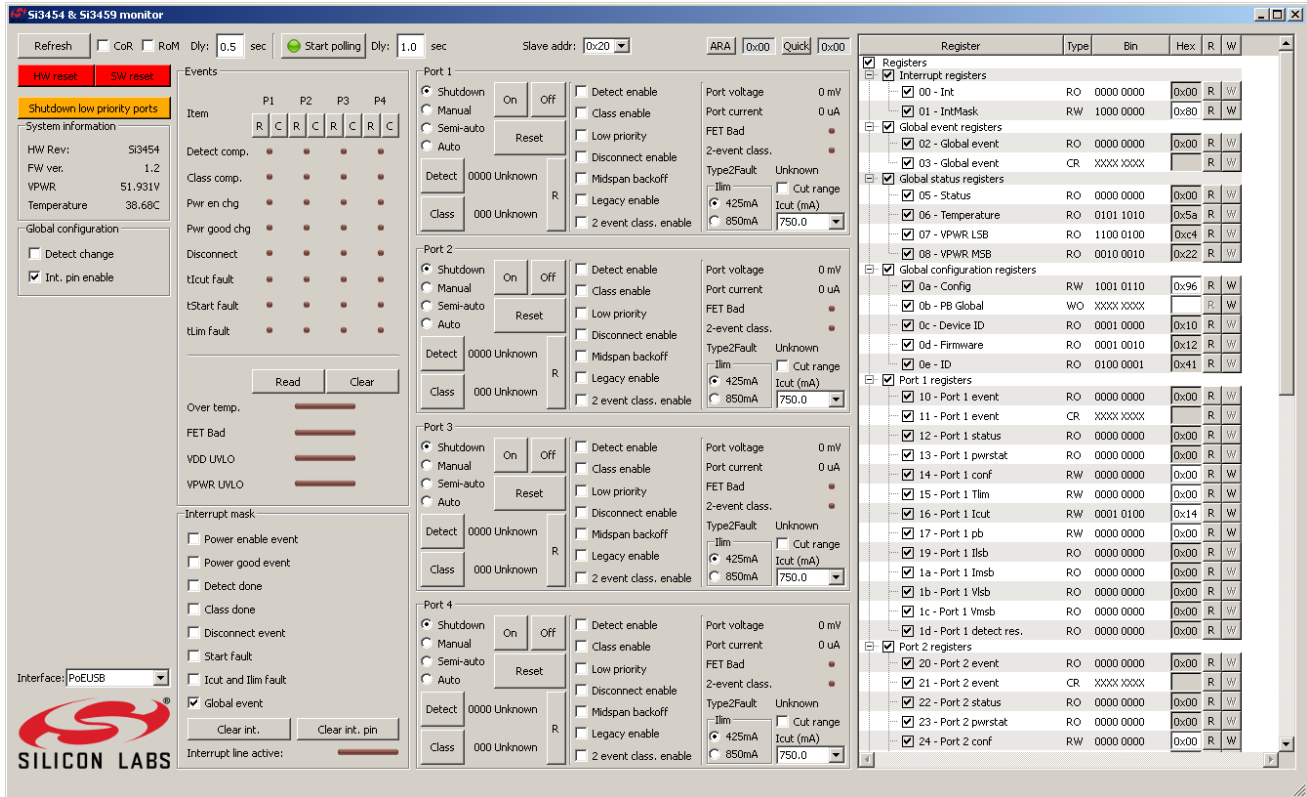 Si3454 & Si3459 monitor
Refresh CoR RoM Dly: 0.5 sec Start polling Dly: 1.0 sec Slave addr: 0x20 ARA 0x00 Quick 0x00
HW reset SW reset
Shutdown low priority ports
System information
HW Rev: Si3454
FW ver. 1.2
VPWR 51.931V
Temperature 38.68C
Global configuration
Detect change
Int. pin enable
Interface: PoEUSB
SILICON LABS
Events
P1 P2 P3 P4
Item
R C R C R C R C
Detect comp.
Class comp.
Pwr en chg
Pwr good chg
Disconnect
tIcut fault
tStart fault
tLim fault
Read Clear
Over temp.
FET Bad
VDD UVLO
VPWR UVLO
Interrupt mask
Power enable event
Power good event
Detect done
Class done
Disconnect event
Start fault
Icut and Ilim fault
Global event
Clear int. Clear int. pin
Interrupt line active:
Port 1
Shutdown On Off Detect enable Port voltage 0 mV
Manual Class enable Port current 0 uA
Semi-auto Reset Low priority FET Bad
Auto Disconnect enable 2-event class.
Detect 0000 Unknown Midspan backoff Type2Fault Unknown
R Legacy enable Ilim Cut range
425mA Icut (mA)
Class 000 Unknown 2 event class. enable 850mA 750.0
Port 2
Shutdown On Off Detect enable Port voltage 0 mV
Manual Class enable Port current 0 uA
Semi-auto Reset Low priority FET Bad
Auto Disconnect enable 2-event class.
Detect 0000 Unknown Midspan backoff Type2Fault Unknown
R Legacy enable Ilim Cut range
425mA Icut (mA)
Class 000 Unknown 2 event class. enable 850mA 750.0
Port 3
Shutdown On Off Detect enable Port voltage 0 mV
Manual Class enable Port current 0 uA
Semi-auto Reset Low priority FET Bad
Auto Disconnect enable 2-event class.
Detect 0000 Unknown Midspan backoff Type2Fault Unknown
R Legacy enable Ilim Cut range
425mA Icut (mA)
Class 000 Unknown 2 event class. enable 850mA 750.0
Port 4
Shutdown On Off Detect enable Port voltage 0 mV
Manual Class enable Port current 0 uA
Semi-auto Reset Low priority FET Bad
Auto Disconnect enable 2-event class.
Detect 0000 Unknown Midspan backoff Type2Fault Unknown
R Legacy enable Ilim Cut range
425mA Icut (mA)
Class 000 Unknown 2 event class. enable 850mA 750.0
Register Type Bin Hex R W
Registers
Interrupt registers
00 - Int RO 0000 0000 0x00 R W
01 - IntMask RW 1000 0000 0x80 R W
Global event registers
02 - Global event RO 0000 0000 0x00 R W
03 - Global event CR XXXX XXXX R W
Global status registers
05 - Status RO 0000 0000 0x00 R W
06 - Temperature RO 0101 1010 0x5a R W
07 - VPWR LSB RO 1100 0100 0xc4 R W
08 - VPWR MSB RO 0010 0010 0x22 R W
Global configuration registers
0a - Config RW 1001 0110 0x96 R W
0b - PB Global WO XXXX XXXX R W
0c - Device ID RO 0001 0000 0x10 R W
0d - Firmware RO 0001 0010 0x12 R W
0e - ID RO 0100 0001 0x41 R W
Port 1 registers
10 - Port 1 event RO 0000 0000 0x00 R W
11 - Port 1 event CR XXXX XXXX R W
12 - Port 1 status RO 0000 0000 0x00 R W
13 - Port 1 pwrstat RO 0000 0000 0x00 R W
14 - Port 1 conf RW 0000 0000 0x00 R W
15 - Port 1 Tlim RW 0000 0000 0x00 R W
16 - Port 1 Icut RW 0001 0100 0x14 R W
17 - Port 1 pb RW 0000 0000 0x00 R W
19 - Port 1 Ilsb RO 0000 0000 0x00 R W
1a - Port 1 Imsb RO 0000 0000 0x00 R W
1b - Port 1 Vlsb RO 0000 0000 0x00 R W
1c - Port 1 Vmsb RO 0000 0000 0x00 R W
1d - Port 1 detect res. RO 0000 0000 0x00 R W
Port 2 registers
20 - Port 2 event RO 0000 0000 0x00 R W
21 - Port 2 event CR XXXX XXXX R W
22 - Port 2 status RO 0000 0000 0x00 R W
23 - Port 2 pwrstat RO 0000 0000 0x00 R W
24 - Port 2 conf RW 0000 0000 0x00 R W